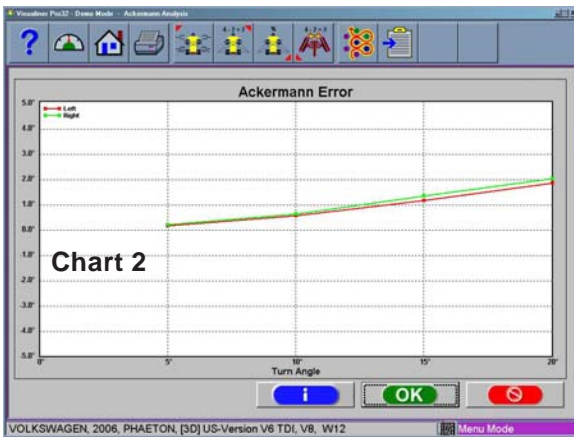 Visualiner Pro32 - Demo Mode - Ackermann Analysis
Ackermann Error
5.0°
Left
Right
4.0°
3.0°
2.0°
1.0°
0.0°
Chart 2
-1.0°
-2.0°
-3.0°
-4.0°
-5.0°
0° 5° 10° 15° 20°
Turn Angle
i OK
VOLKSWAGEN, 2006, PHAETON, [3D] US-Version V6 TDI, V8, W12 Menu Mode